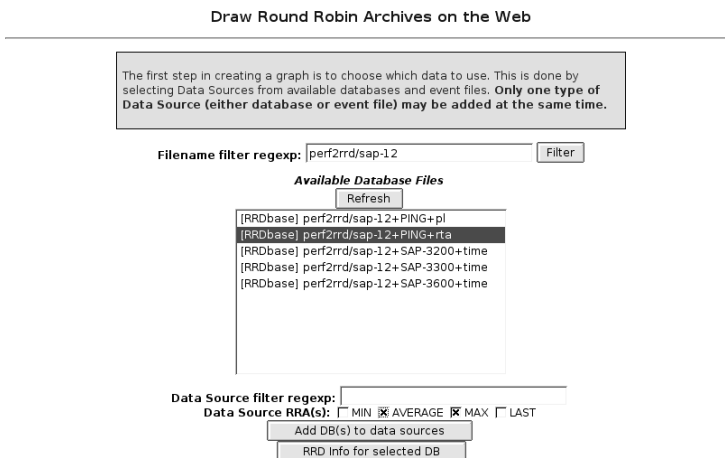 Draw Round Robin Archives on the Web
The first step in creating a graph is to choose which data to use. This is done by
selecting Data Sources from available databases and event files. Only one type of
Data Source (either database or event file) may be added at the same time.
Filename filter regexp: perf2rrd/sap-12 Filter
Available Database Files
Refresh
[RRDbase] perf2rrd/sap-12+PING+pl
[RRDbase] perf2rrd/sap-12+PING+rta
[RRDbase] perf2rrd/sap-12+SAP-3200+time
[RRDbase] perf2rrd/sap-12+SAP-3300+time
[RRDbase] perf2rrd/sap-12+SAP-3600+time
Data Source filter regexp:
Data Source RRA(s): MIN AVERAGE MAX LAST
Add DB(s) to data sources
RRD Info for selected DB